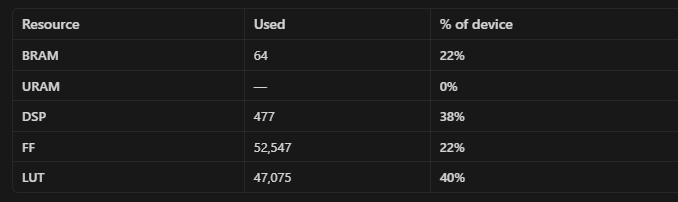 Resource Used % of device
BRAM 64 22%
URAM — 0%
DSP 477 38%
FF 52,547 22%
LUT 47,075 40%